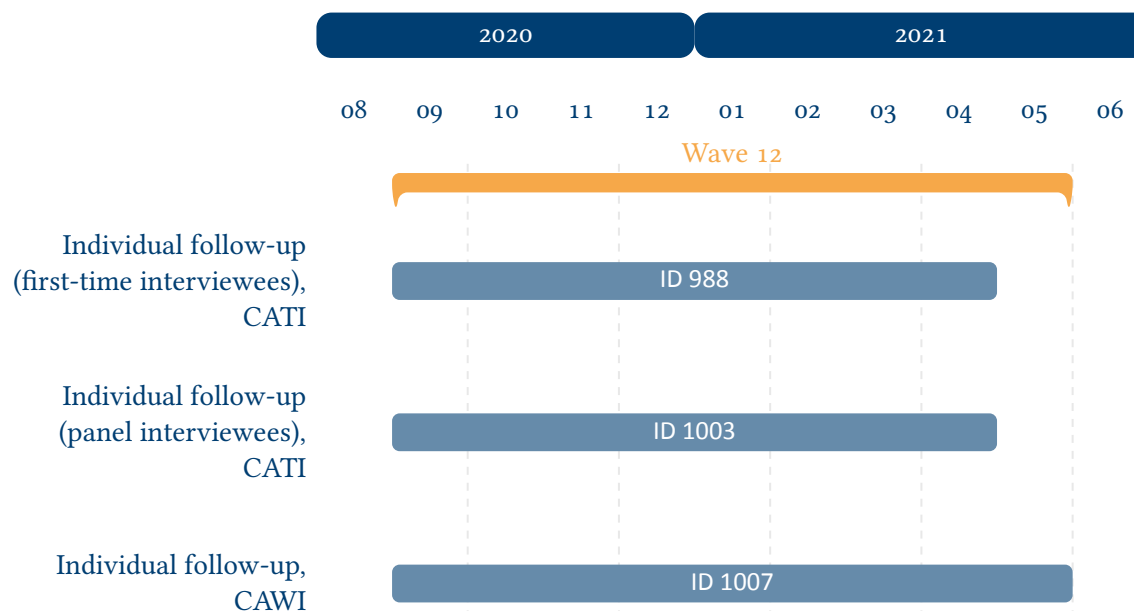 2020 2021
08 09 10 11 12 01 02 03 04 05 06
Wave 12
Individual follow-up
(first-time interviewees),
CATI
ID 988
Individual follow-up
(panel interviewees),
CATI
ID 1003
Individual follow-up,
CAWI
ID 1007